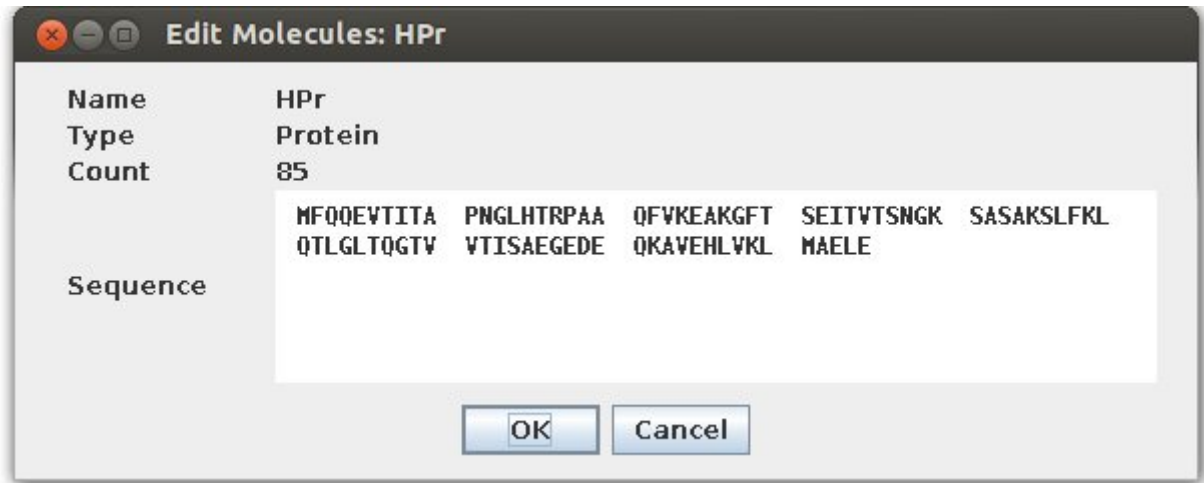 Edit Molecules: HPr
Name HPr
Type Protein
Count 85
Sequence
MFQQEVTITA PNGLHTRPAA QFVKEAKGFT SEITVTSNGK SASAKSLFKL
QTLGLTQGTV VTISAEGEDE QKAVEHLVKL MAELE
OK Cancel